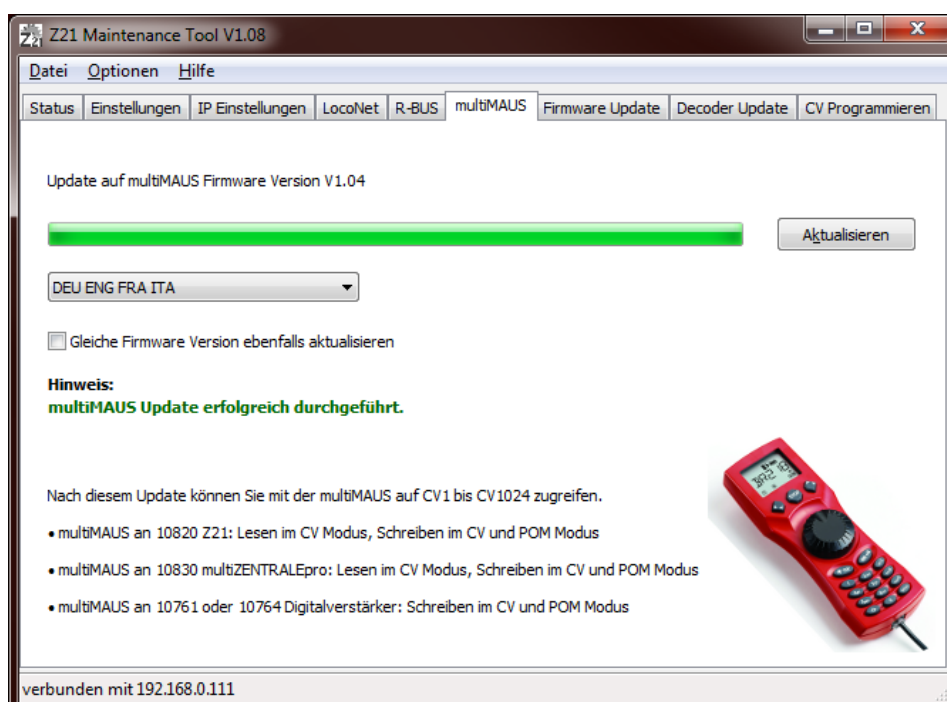 Z21 Maintenance Tool V1.08
Datei Optionen Hilfe
Status Einstellungen IP Einstellungen LocoNet R-BUS multiMAUS Firmware Update Decoder Update CV Programmieren
Update auf multiMAUS Firmware Version V1.04
Aktualisieren
DEU ENG FRA ITA
Gleiche Firmware Version ebenfalls aktualisieren
Hinweis:
multiMAUS Update erfolgreich durchgeführt.
Nach diesem Update können Sie mit der multiMAUS auf CV1 bis CV1024 zugreifen.
• multiMAUS an 10820 Z21: Lesen im CV Modus, Schreiben im CV und POM Modus
• multiMAUS an 10830 multiZENTRALEpro: Lesen im CV Modus, Schreiben im CV und POM Modus
• multiMAUS an 10761 oder 10764 Digitalverstärker: Schreiben im CV und POM Modus
verbunden mit 192.168.0.111